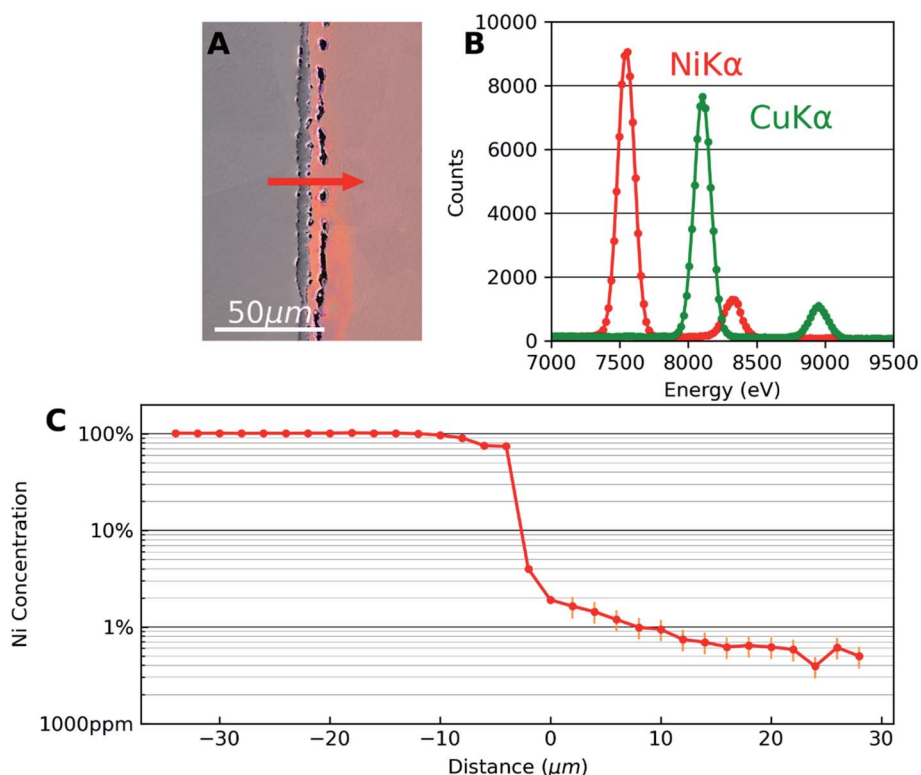 A
50μm
B
NiKα
CuKα
10000
8000
6000
4000
2000
0
Counts
7000 7500 8000 8500 9000 9500
Energy (eV)
C
100%
10%
1%
1000ppm
Ni Concentration
−30 −20 −10 0 10 20 30
Distance (μm)